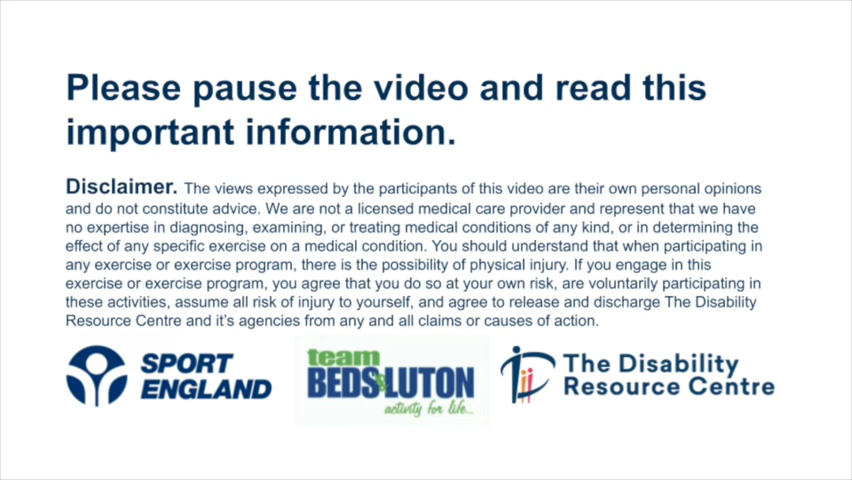 Please pause the video and read this
important information.
Disclaimer. The views expressed by the participants of this video are their own personal opinions
and do not constitute advice. We are not a licensed medical care provider and represent that we have
no expertise in diagnosing, examining, or treating medical conditions of any kind, or in determining the
effect of any specific exercise on a medical condition. You should understand that when participating in
any exercise or exercise program, there is the possibility of physical injury. If you engage in this
exercise or exercise program, you agree that you do so at your own risk, are voluntarily participating in
these activities, assume all risk of injury to yourself, and agree to release and discharge The Disability
Resource Centre and it's agencies from any and all claims or causes of action.
SPORT
ENGLAND
team
BEDS&LUTON
activity for life...
The Disability
Resource Centre